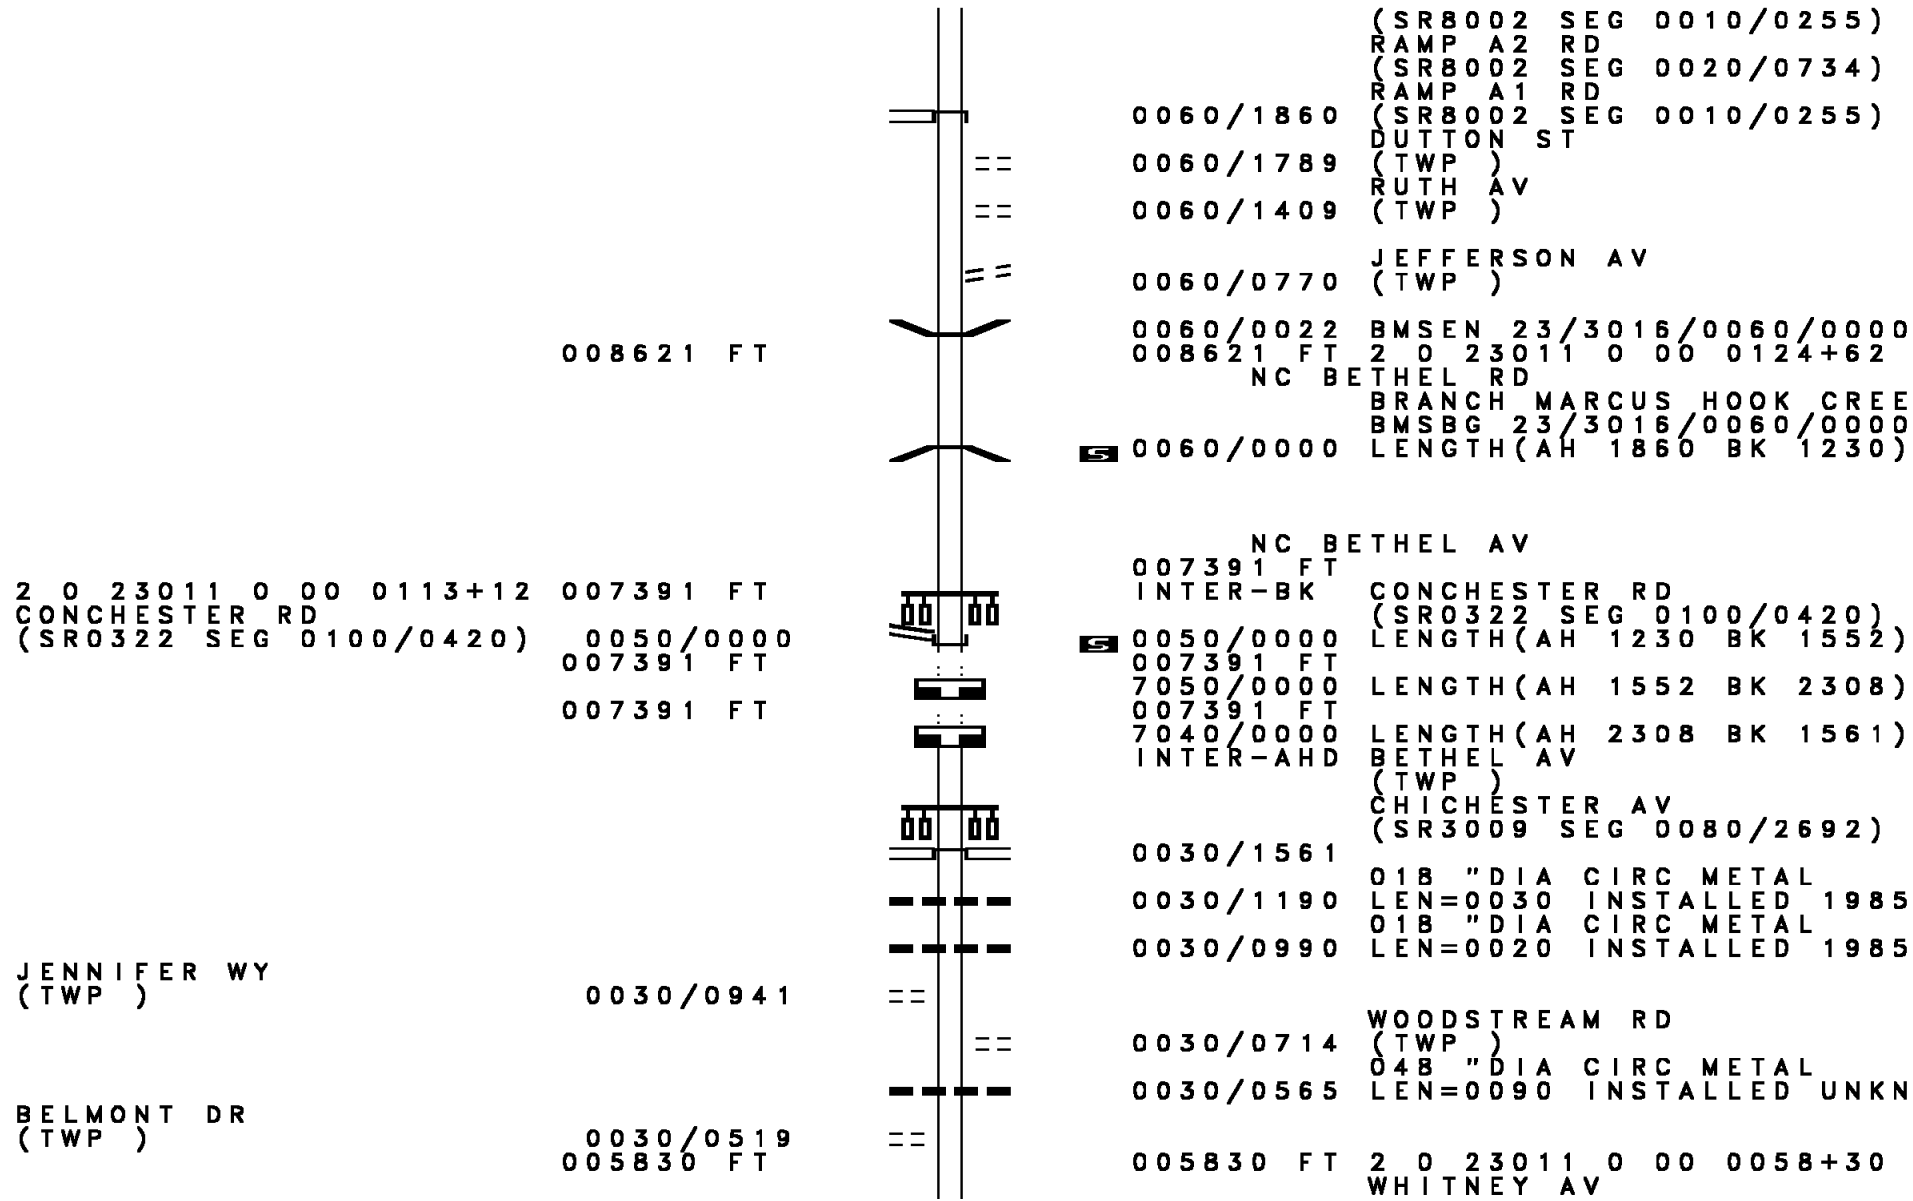 (SR8002 SEG 0010/0255)
RAMP A2 RD
(SR8002 SEG 0020/0734)
RAMP A1 RD
0060/1860 (SR8002 SEG 0010/0255)
DUTTON ST
0060/1789 (TWP )
RUTH AV
0060/1409 (TWP )
JEFFERSON AV
0060/0770 (TWP )
0060/0022 BMSEN 23/3016/0060/0000
008621 FT 008621 FT 2 0 23011 0 00 0124+62
NC BETHEL RD
BRANCH MARCUS HOOK CREE
BMSBG 23/3016/0060/0000
S 0060/0000 LENGTH(AH 1860 BK 1230)
NC BETHEL AV
007391 FT
2 0 23011 0 00 0113+12 007391 FT INTER-BK CONCHESTER RD
CONCHESTER RD (SR0322 SEG 0100/0420)
(SR0322 SEG 0100/0420) 0050/0000 S 0050/0000 LENGTH(AH 1230 BK 1552)
007391 FT 007391 FT
7050/0000 LENGTH(AH 1552 BK 2308)
007391 FT 007391 FT
7040/0000 LENGTH(AH 2308 BK 1561)
INTER-AHD BETHEL AV
(TWP )
CHICHESTER AV
(SR3009 SEG 0080/2692)
0030/1561
018 "DIA CIRC METAL
0030/1190 LEN=0030 INSTALLED 1985
018 "DIA CIRC METAL
0030/0990 LEN=0020 INSTALLED 1985
JENNIFER WY
(TWP ) 0030/0941
WOODSTREAM RD
0030/0714 (TWP )
048 "DIA CIRC METAL
0030/0565 LEN=0090 INSTALLED UNKN
BELMONT DR
(TWP ) 0030/0519
005830 FT 005830 FT 2 0 23011 0 00 0058+30
WHITNEY AV